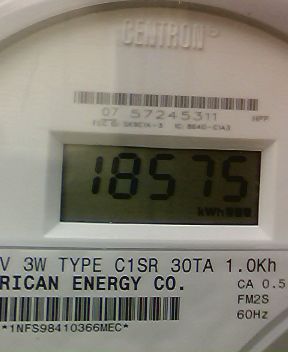 CENTRON®
07 57245311
18575
kWh
V 3W TYPE C1SR 30TA 1.0Kh
RICAN ENERGY CO. CA 0.5
FM2S
60Hz
*1NFS98410366MEC*